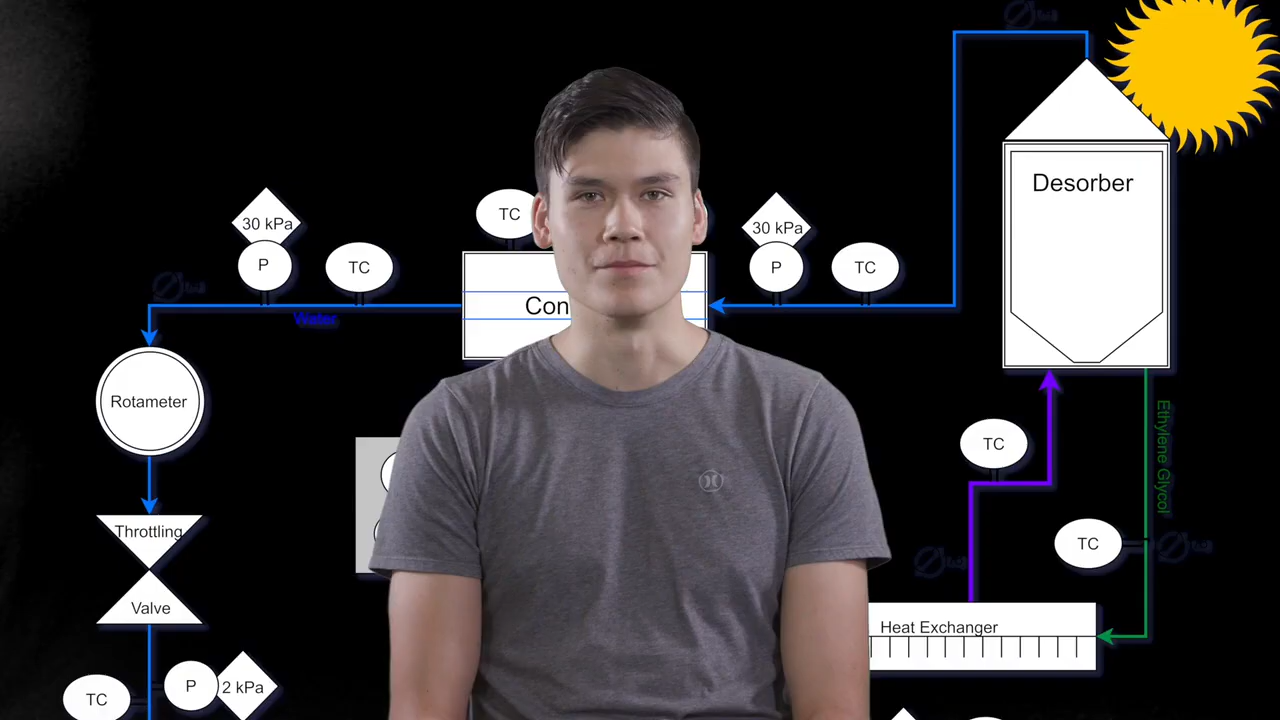 Desorber
TC
30 kPa
P
TC
30 kPa
P
TC
Con
Water
Rotameter
Ethylene Glycol
TC
Throttling
Valve
TC
Heat Exchanger
TC
P
2 kPa